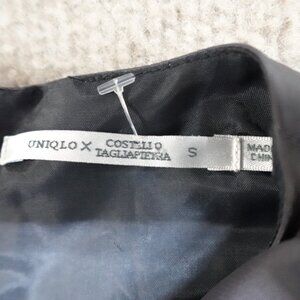 UNIQLO X COSTELLO
TAGLIAPIETRA S
MAD
CHIN